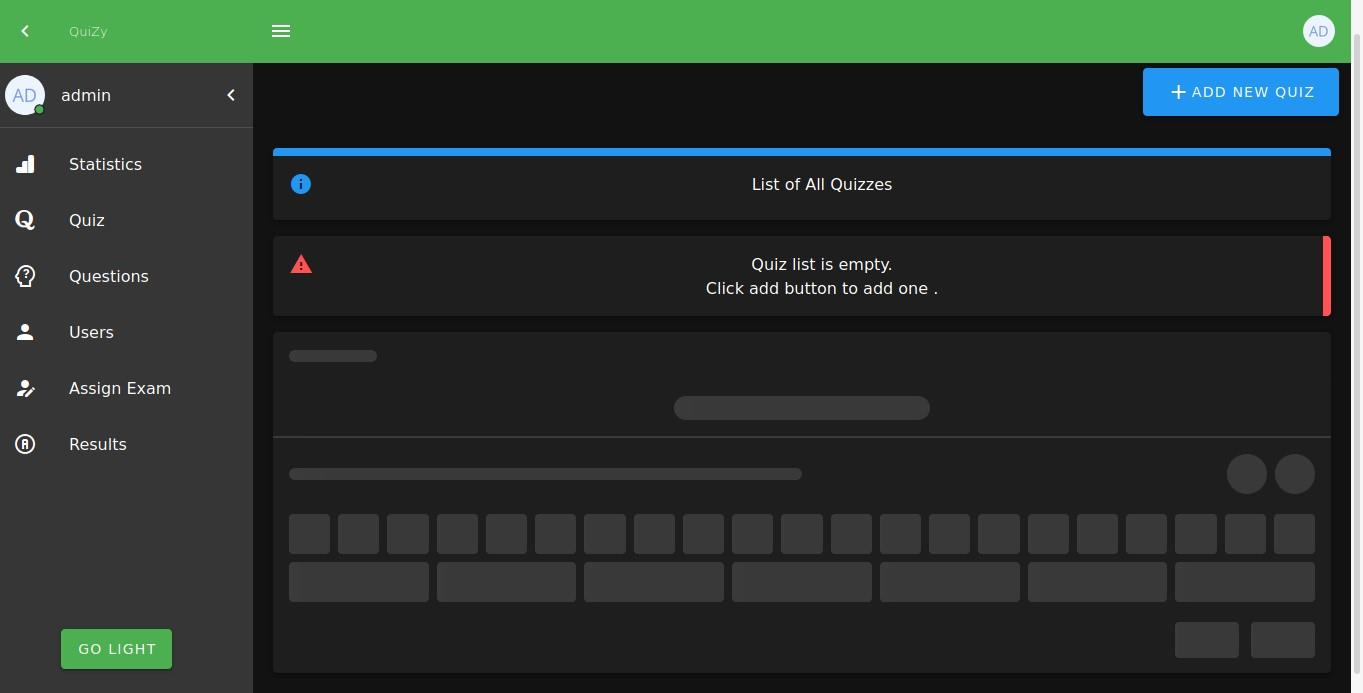 QuiZy
AD
AD
admin
ADD NEW QUIZ
Statistics
Quiz
Questions
Users
Assign Exam
Results
GO LIGHT
List of All Quizzes
Quiz list is empty.
Click add button to add one .